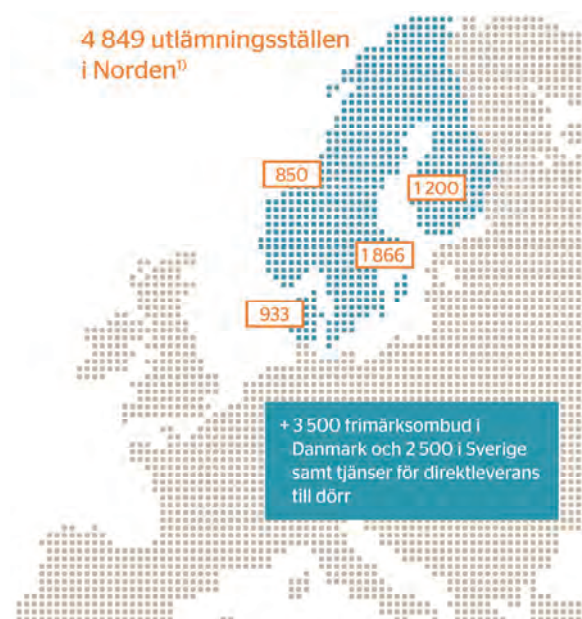 4 849 utlämningsställen
i Norden¹⁾
850
1 200
1 866
933
+ 3 500 frimärksombud i
Danmark och 2 500 i Sverige
samt tjänser för direktleverans
till dörr